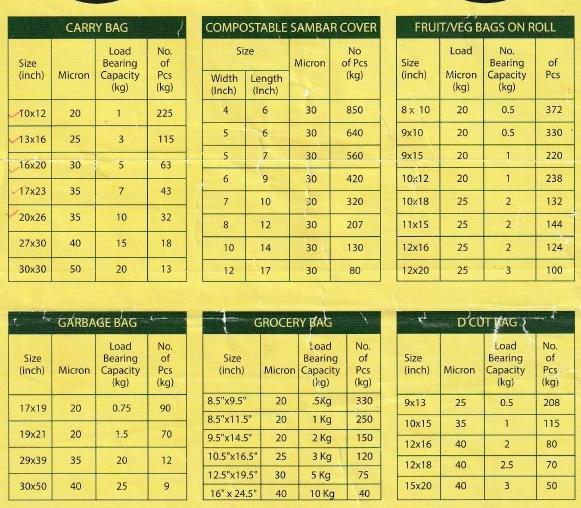 CARRY BAG
Size (inch) Micron Load Bearing Capacity (kg) No. of Pcs (kg)
10x12 20 1 225
13x16 25 3 115
16x20 30 5 63
17x23 35 7 43
20x26 35 10 32
27x30 40 15 18
30x30 50 20 13
COMPOSTABLE SAMBAR COVER
Size Micron No of Pcs (kg)
Width (Inch) Length (Inch)
4 6 30 850
5 6 30 640
5 7 30 560
6 9 30 420
7 10 30 320
8 12 30 207
10 14 30 130
12 17 30 80
FRUIT/VEG BAGS ON ROLL
Size (inch) Load Micron (kg) No. Bearing Capacity (kg) of Pcs
8 x 10 20 0.5 372
9x10 20 0.5 330
9x15 20 1 220
10x12 20 1 238
10x18 25 2 132
11x15 25 2 144
12x16 25 2 124
12x20 25 3 100
GARBAGE BAG
Size (inch) Micron Load Bearing Capacity (kg) No. of Pcs (kg)
17x19 20 0.75 90
19x21 20 1.5 70
29x39 35 20 12
30x50 40 25 9
GROCERY BAG
Size (inch) Micron Load Bearing Capacity (kg) No. of Pcs (kg)
8.5"x9.5" 20 .5Kg 330
8.5"x11.5" 20 1 Kg 250
9.5"x14.5" 20 2 Kg 150
10.5"x16.5" 25 3 Kg 120
12.5"x19.5" 30 5 Kg 75
16" x 24.5" 40 10 Kg 40
D CUT BAG
Size (inch) Micron Load Bearing Capacity (kg) No. of Pcs (kg)
9x13 25 0.5 208
10x15 35 1 115
12x16 40 2 80
12x18 40 2.5 70
15x20 40 3 50